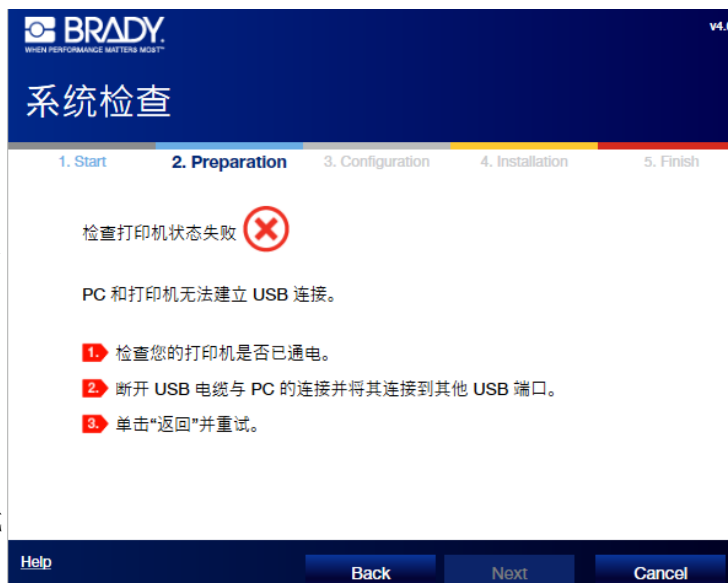 BRADY.
WHEN PERFORMANCE MATTERS MOST™
系统检查
1. Start 2. Preparation 3. Configuration 4. Installation 5. Finish
检查打印机状态失败
PC 和打印机无法建立 USB 连接。
1. 检查您的打印机是否已通电。
2. 断开 USB 电缆与 PC 的连接并将其连接到其他 USB 端口。
3. 单击“返回”并重试。
Help Back Next Cancel